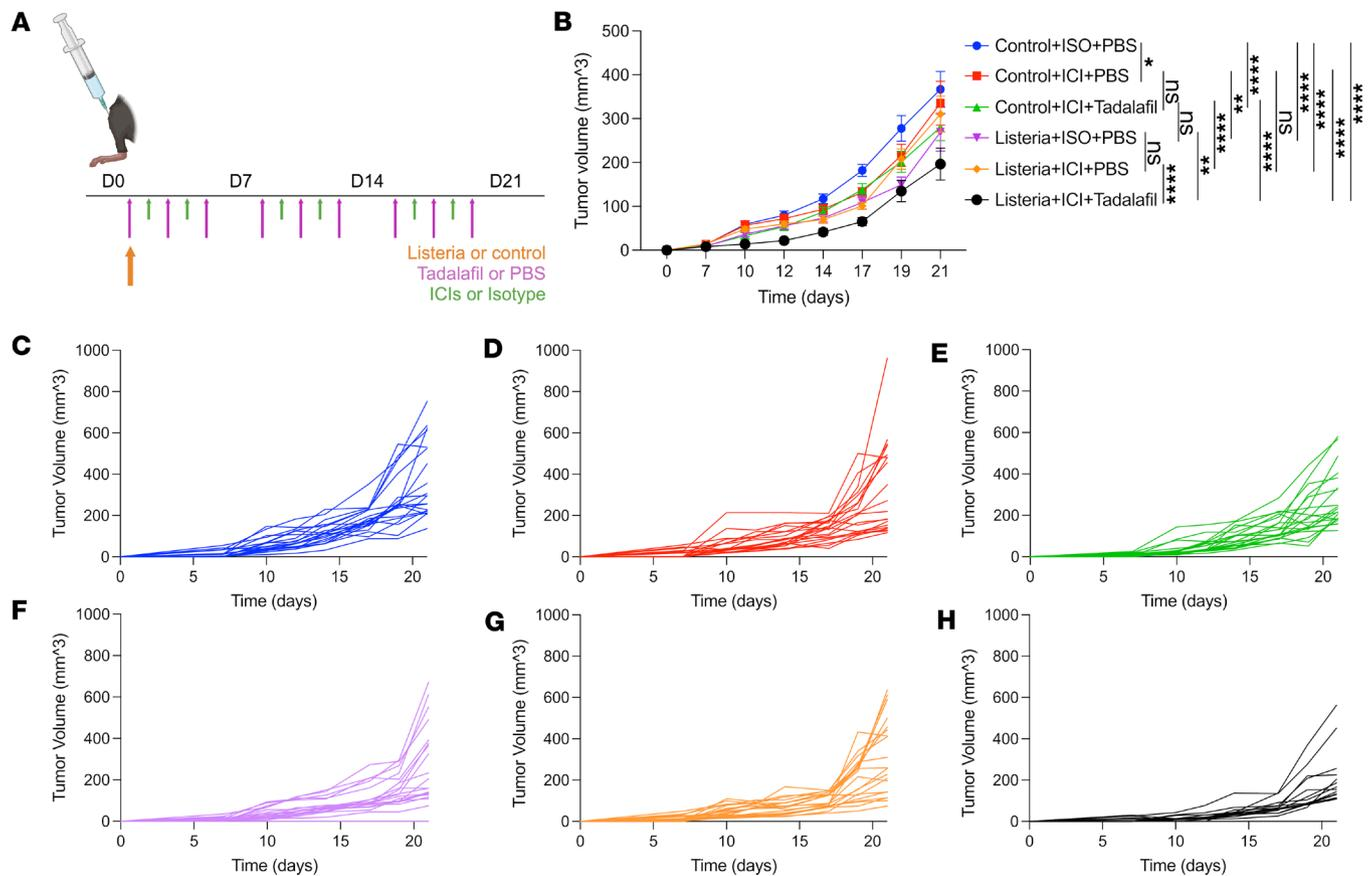 A
D0 D7 D14 D21
Listeria or control
Tadalafil or PBS
ICIs or Isotype
B
Tumor volume (mm^3)
500
400
300
200
100
0
0 7 10 12 14 17 19 21
Time (days)
Control+ISO+PBS
Control+ICI+PBS
Control+ICI+Tadalafil
Listeria+ISO+PBS
Listeria+ICI+PBS
Listeria+ICI+Tadalafil
*
ns
ns
ns
****
**
****
**
****
****
ns
****
****
****
****
C
Tumor Volume (mm^3)
1000
800
600
400
200
0
0 5 10 15 20
Time (days)
D
Tumor Volume (mm^3)
1000
800
600
400
200
0
0 5 10 15 20
Time (days)
E
Tumor Volume (mm^3)
1000
800
600
400
200
0
0 5 10 15 20
Time (days)
F
Tumor Volume (mm^3)
1000
800
600
400
200
0
0 5 10 15 20
Time (days)
G
Tumor Volume (mm^3)
1000
800
600
400
200
0
0 5 10 15 20
Time (days)
H
Tumor Volume (mm^3)
1000
800
600
400
200
0
0 5 10 15 20
Time (days)